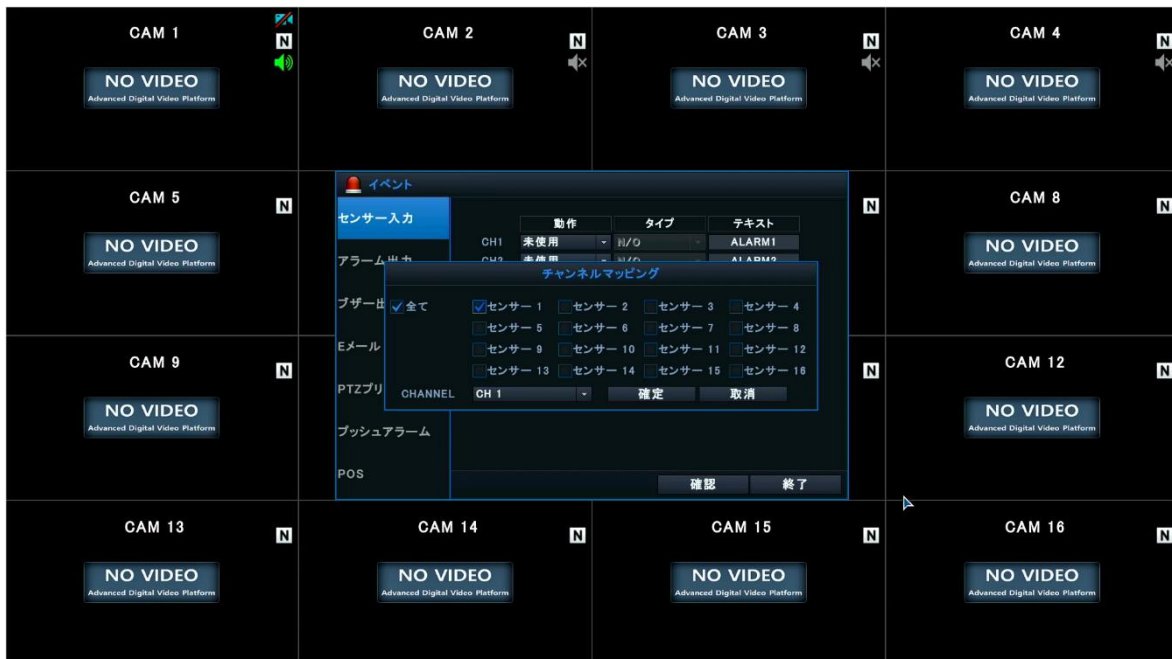 CAM 1
N
NO VIDEO
Advanced Digital Video Platform
CAM 2
N
NO VIDEO
Advanced Digital Video Platform
CAM 3
N
NO VIDEO
Advanced Digital Video Platform
CAM 4
N
NO VIDEO
Advanced Digital Video Platform
CAM 5
N
NO VIDEO
Advanced Digital Video Platform
N
CAM 8
N
NO VIDEO
Advanced Digital Video Platform
イベント
センサー入力
動作 タイプ テキスト
CH1 未使用 N/O ALARM1
アラーム出力
CH2 未使用 N/O ALARM2
チャンネルマッピング
ブザー出
全て センサー 1 センサー 2 センサー 3 センサー 4
センサー 5 センサー 6 センサー 7 センサー 8
Eメール
センサー 9 センサー 10 センサー 11 センサー 12
センサー 13 センサー 14 センサー 15 センサー 16
PTZプリ
CHANNEL CH 1 確定 取消
プッシュアラーム
POS
確認 終了
CAM 9
N
NO VIDEO
Advanced Digital Video Platform
N
CAM 12
N
NO VIDEO
Advanced Digital Video Platform
CAM 13
N
NO VIDEO
Advanced Digital Video Platform
CAM 14
N
NO VIDEO
Advanced Digital Video Platform
CAM 15
N
NO VIDEO
Advanced Digital Video Platform
CAM 16
N
NO VIDEO
Advanced Digital Video Platform